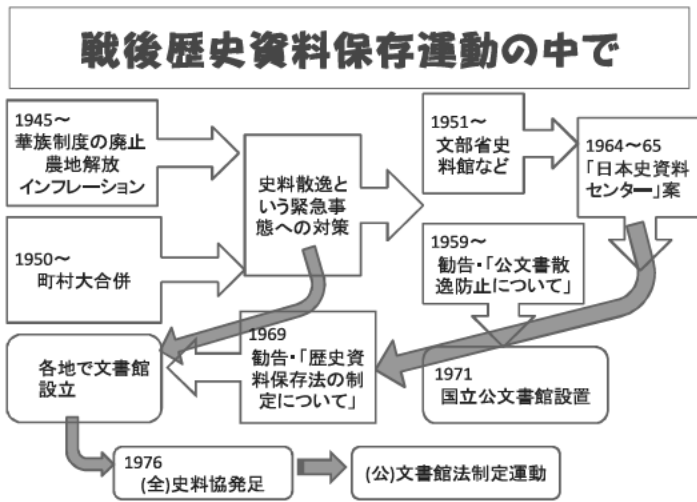 戦後歴史資料保存運動の中で
1945～
華族制度の廃止
農地解放
インフレーション
1950～
町村大合併
史料散逸と
いう緊急事
態への対策
1951～
文部省史
料館など
1964～65
「日本史資料
センター」案
1959～
勧告・「公文書散
逸防止について」
1969
勧告・「歴史資
料保存法の制
定について」
1971
国立公文書館設置
各地で文書館
設立
1976
(全)史料協発足
(公)文書館法制定運動